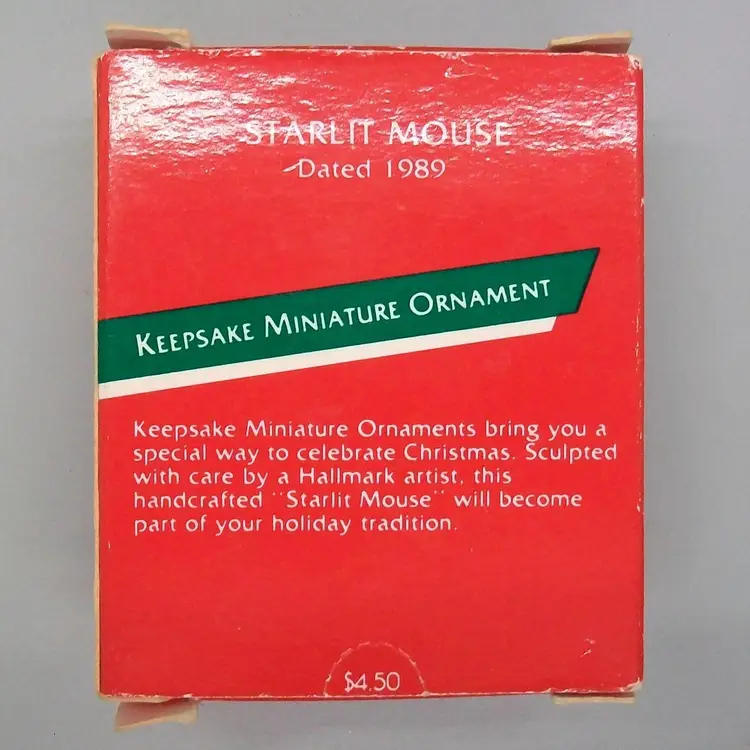 STARLIT MOUSE
Dated 1989
KEEPSAKE MINIATURE ORNAMENT
Keepsake Miniature Ornaments bring you a
special way to celebrate Christmas. Sculpted
with care by a Hallmark artist, this
handcrafted "Starlit Mouse" will become
part of your holiday tradition.
$4.50